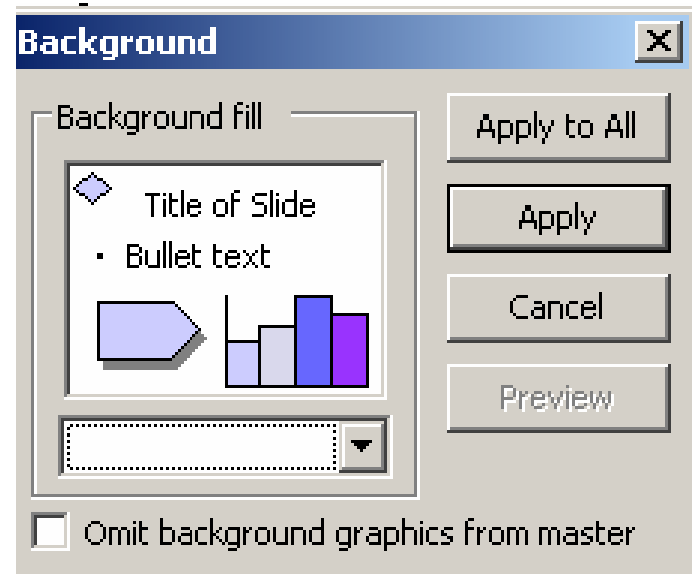 Background
Background fill
Title of Slide
• Bullet text
Apply to All
Apply
Cancel
Preview
Omit background graphics from master